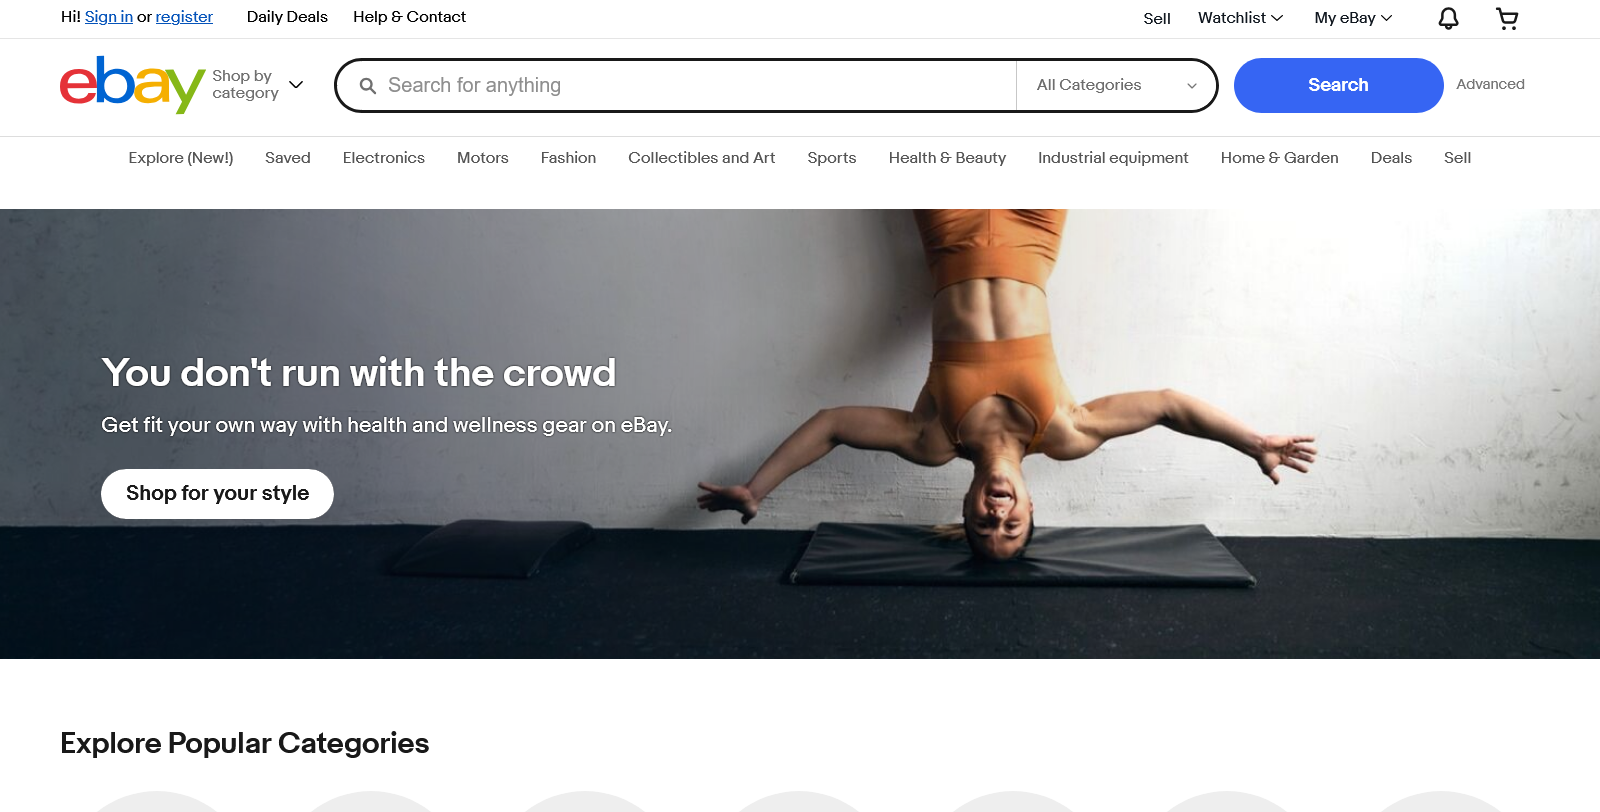 Hi! Sign in or register
Daily Deals
Help & Contact
Sell
Watchlist
My eBay
ebay
Shop by
category
Search for anything
All Categories
Search
Advanced
Explore (New!)
Saved
Electronics
Motors
Fashion
Collectibles and Art
Sports
Health & Beauty
Industrial equipment
Home & Garden
Deals
Sell
You don't run with the crowd
Get fit your own way with health and wellness gear on eBay.
Shop for your style
Explore Popular Categories